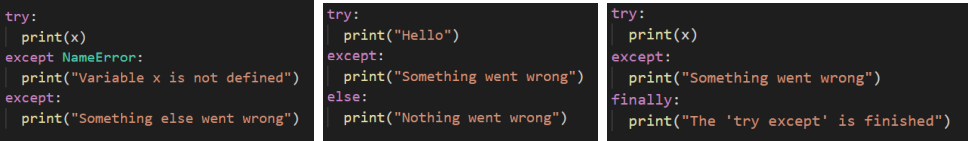 try:
  print(x)
except NameError:
  print("Variable x is not defined")
except:
  print("Something else went wrong")
try:
  print("Hello")
except:
  print("Something went wrong")
else:
  print("Nothing went wrong")
try:
  print(x)
except:
  print("Something went wrong")
finally:
  print("The 'try except' is finished")